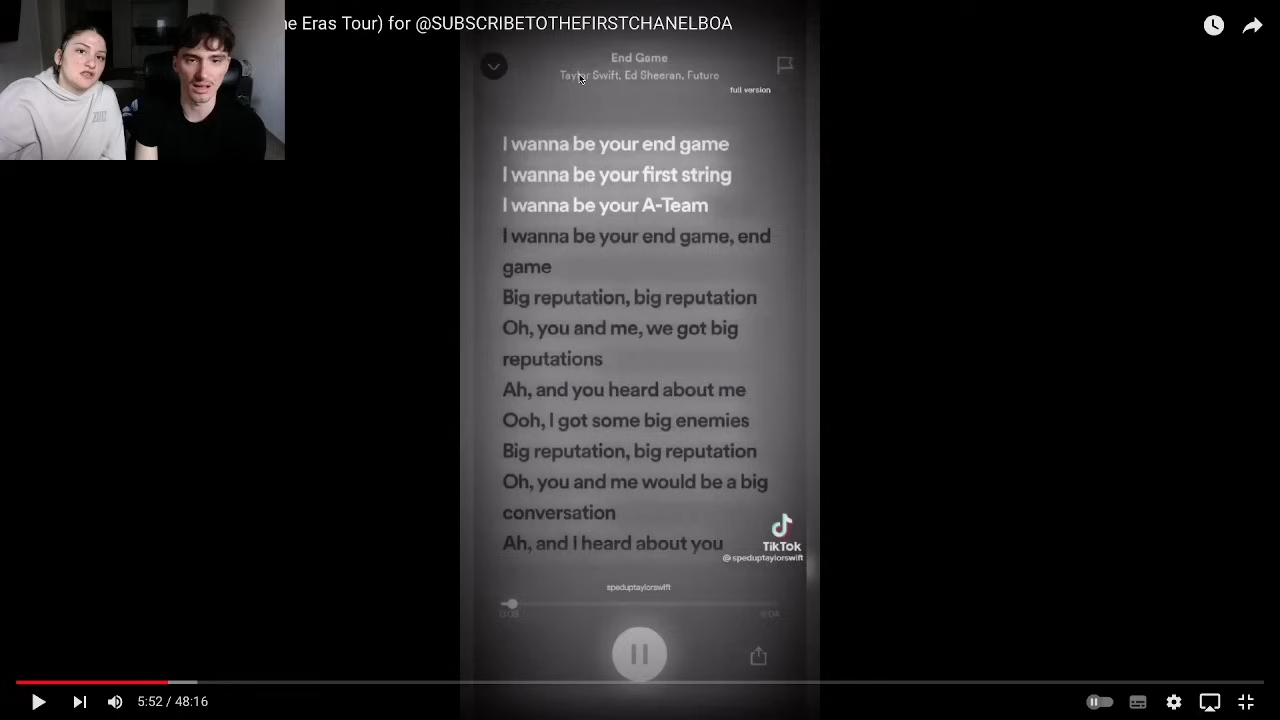 ne Eras Tour) for @SUBSCRIBETOTHEFIRSTCHANELBOA
End Game
Taylor Swift, Ed Sheeran, Future
full version
I wanna be your end game
I wanna be your first string
I wanna be your A-Team
I wanna be your end game, end
game
Big reputation, big reputation
Oh, you and me, we got big
reputations
Ah, and you heard about me
Ooh, I got some big enemies
Big reputation, big reputation
Oh, you and me would be a big
conversation
Ah, and I heard about you
TikTok
@speduptaylorswift
speduptaylorswift
5:52 / 48:16